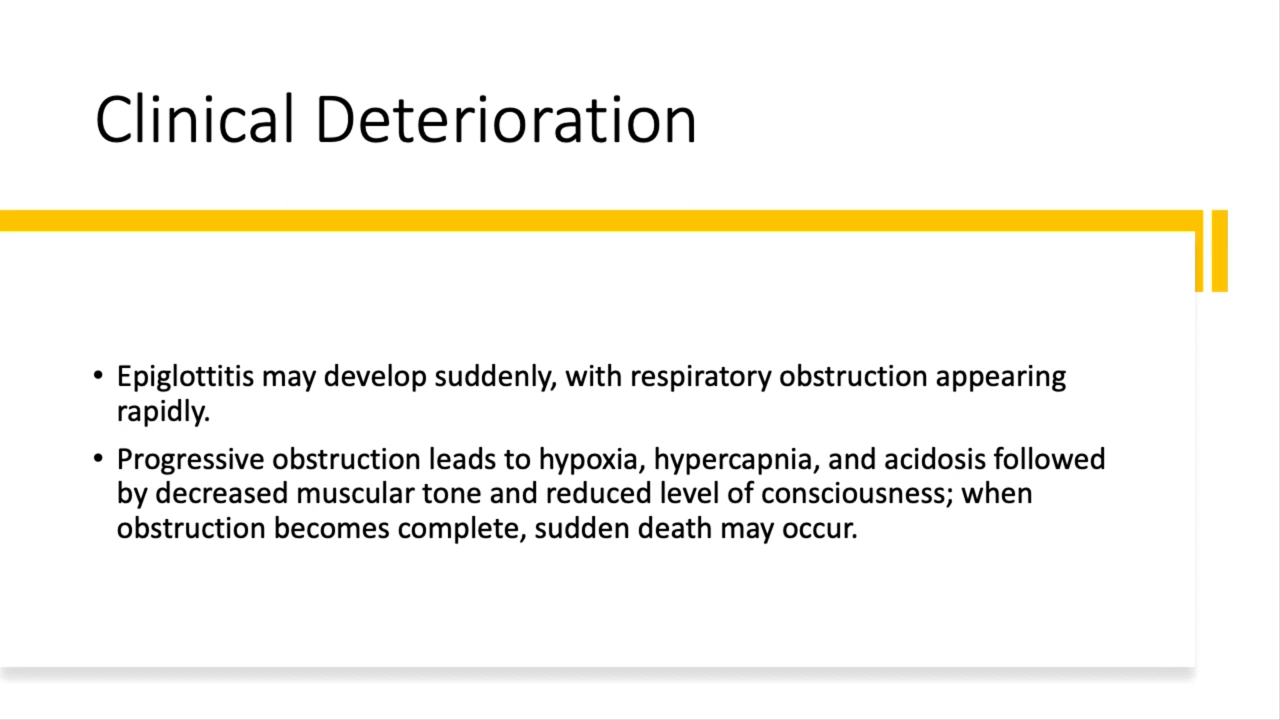 Clinical Deterioration
• Epiglottitis may develop suddenly, with respiratory obstruction appearing
rapidly.
• Progressive obstruction leads to hypoxia, hypercapnia, and acidosis followed
by decreased muscular tone and reduced level of consciousness; when
obstruction becomes complete, sudden death may occur.